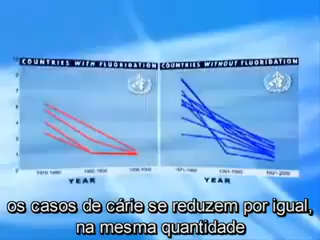 COUNTRIES WITH FLUORIDATION
COUNTRIES WITHOUT FLUORIDATION
YEAR
YEAR
os casos de cárie se reduzem por igual,
na mesma quantidade